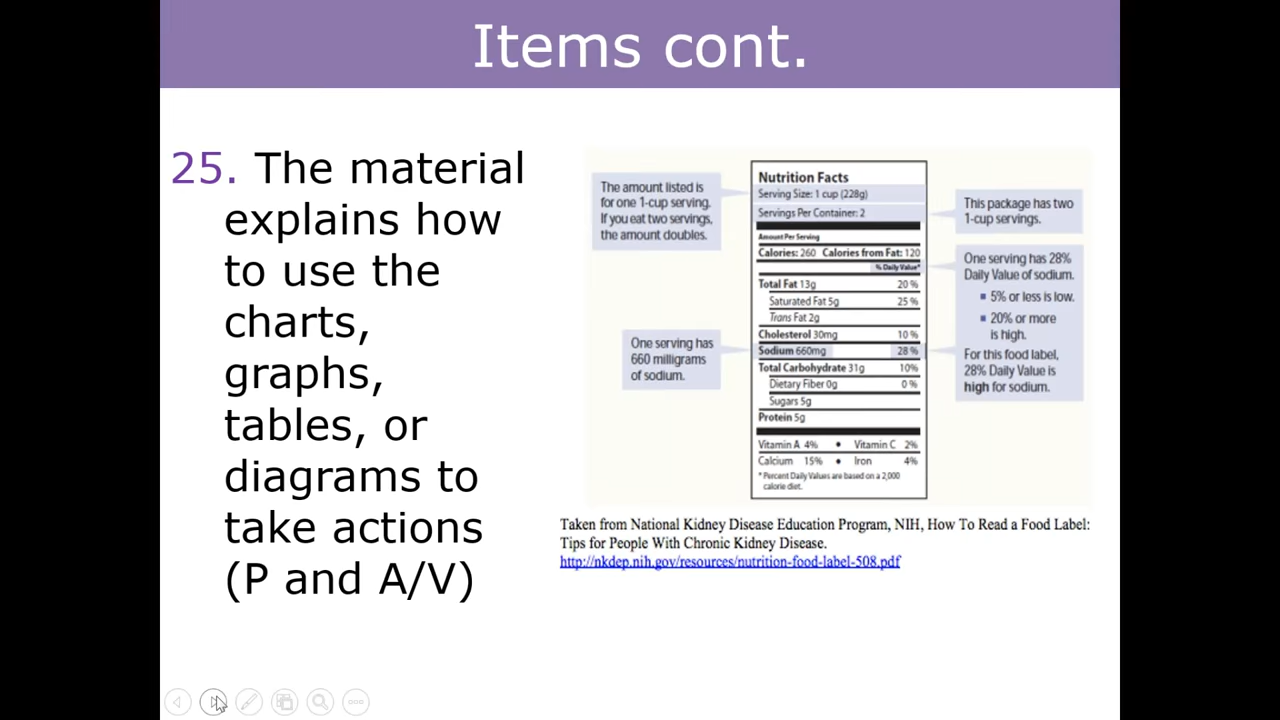 Items cont.
25. The material
explains how
to use the
charts,
graphs,
tables, or
diagrams to
take actions
(P and A/V)
The amount listed is
for one 1-cup serving.
If you eat two servings,
the amount doubles.
One serving has
660 milligrams
of sodium.
Nutrition Facts
Serving Size: 1 cup (228g)
Servings Per Container: 2
Amount Per Serving
Calories: 260 Calories from Fat: 120
% Daily Value*
Total Fat 13g 20 %
Saturated Fat 5g 25 %
Trans Fat 2g
Cholesterol 30mg 10 %
Sodium 660mg 28 %
Total Carbohydrate 31g 10%
Dietary Fiber 0g 0 %
Sugars 5g
Protein 5g
Vitamin A 4% • Vitamin C 2%
Calcium 15% • Iron 4%
* Percent Daily Values are based on a 2,000
calorie diet.
This package has two
1-cup servings.
One serving has 28%
Daily Value of sodium.
▪ 5% or less is low.
▪ 20% or more
is high.
For this food label,
28% Daily Value is
high for sodium.
Taken from National Kidney Disease Education Program, NIH, How To Read a Food Label:
Tips for People With Chronic Kidney Disease.
http://nkdep.nih.gov/resources/nutrition-food-label-508.pdf